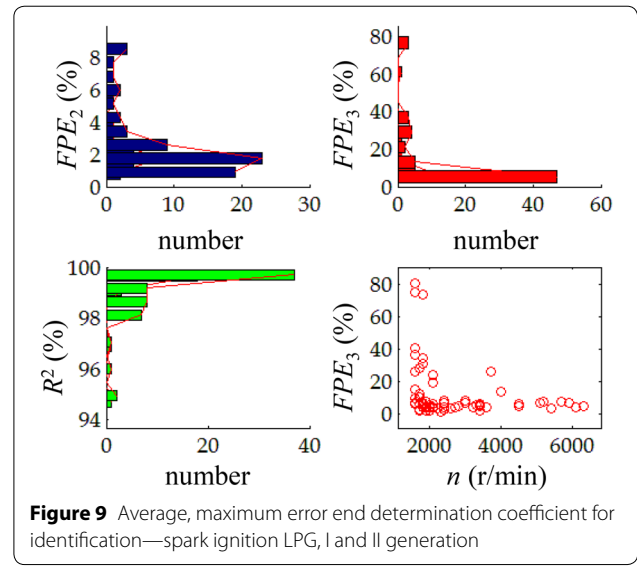 8
6
4
2
0
FPE2 (%)
0 10 20 30
number
80
60
40
20
0
FPE3 (%)
0 20 40 60
number
100
98
96
94
R2 (%)
0 20 40
number
80
60
40
20
0
FPE3 (%)
2000 4000 6000
n (r/min)
Figure 9 Average, maximum error end determination coefficient for
identification—spark ignition LPG, I and II generation